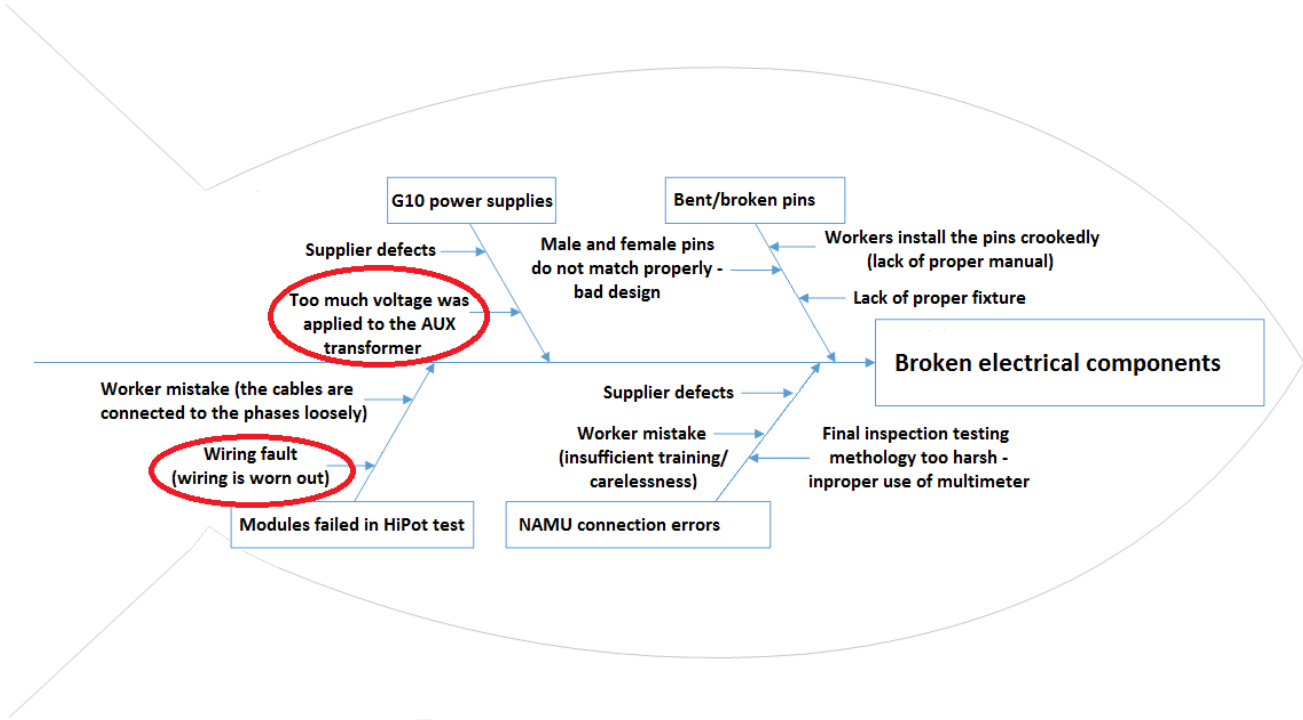 G10 power supplies
Bent/broken pins
Supplier defects
Too much voltage was
applied to the AUX
transformer
Male and female pins
do not match properly -
bad design
Workers install the pins crookedly
(lack of proper manual)
Lack of proper fixture
Broken electrical components
Worker mistake (the cables are
connected to the phases loosely)
Wiring fault
(wiring is worn out)
Modules failed in HiPot test
Supplier defects
Worker mistake
(insufficient training/
carelessness)
Final inspection testing
methology too harsh -
inproper use of multimeter
NAMU connection errors